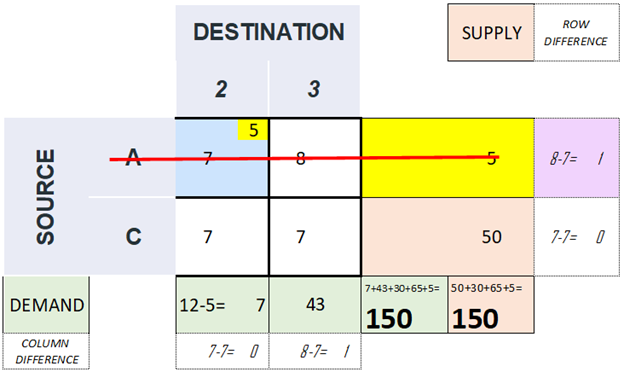 DESTINATION
SUPPLY
ROW
DIFFERENCE
2
3
SOURCE
A
5
7
8
5
8-7= 1
C
7
7
50
7-7= 0
DEMAND
12-5= 7
43
7+43+30+65+5=
150
50+30+65+5=
150
COLUMN
DIFFERENCE
7-7= 0
8-7= 1